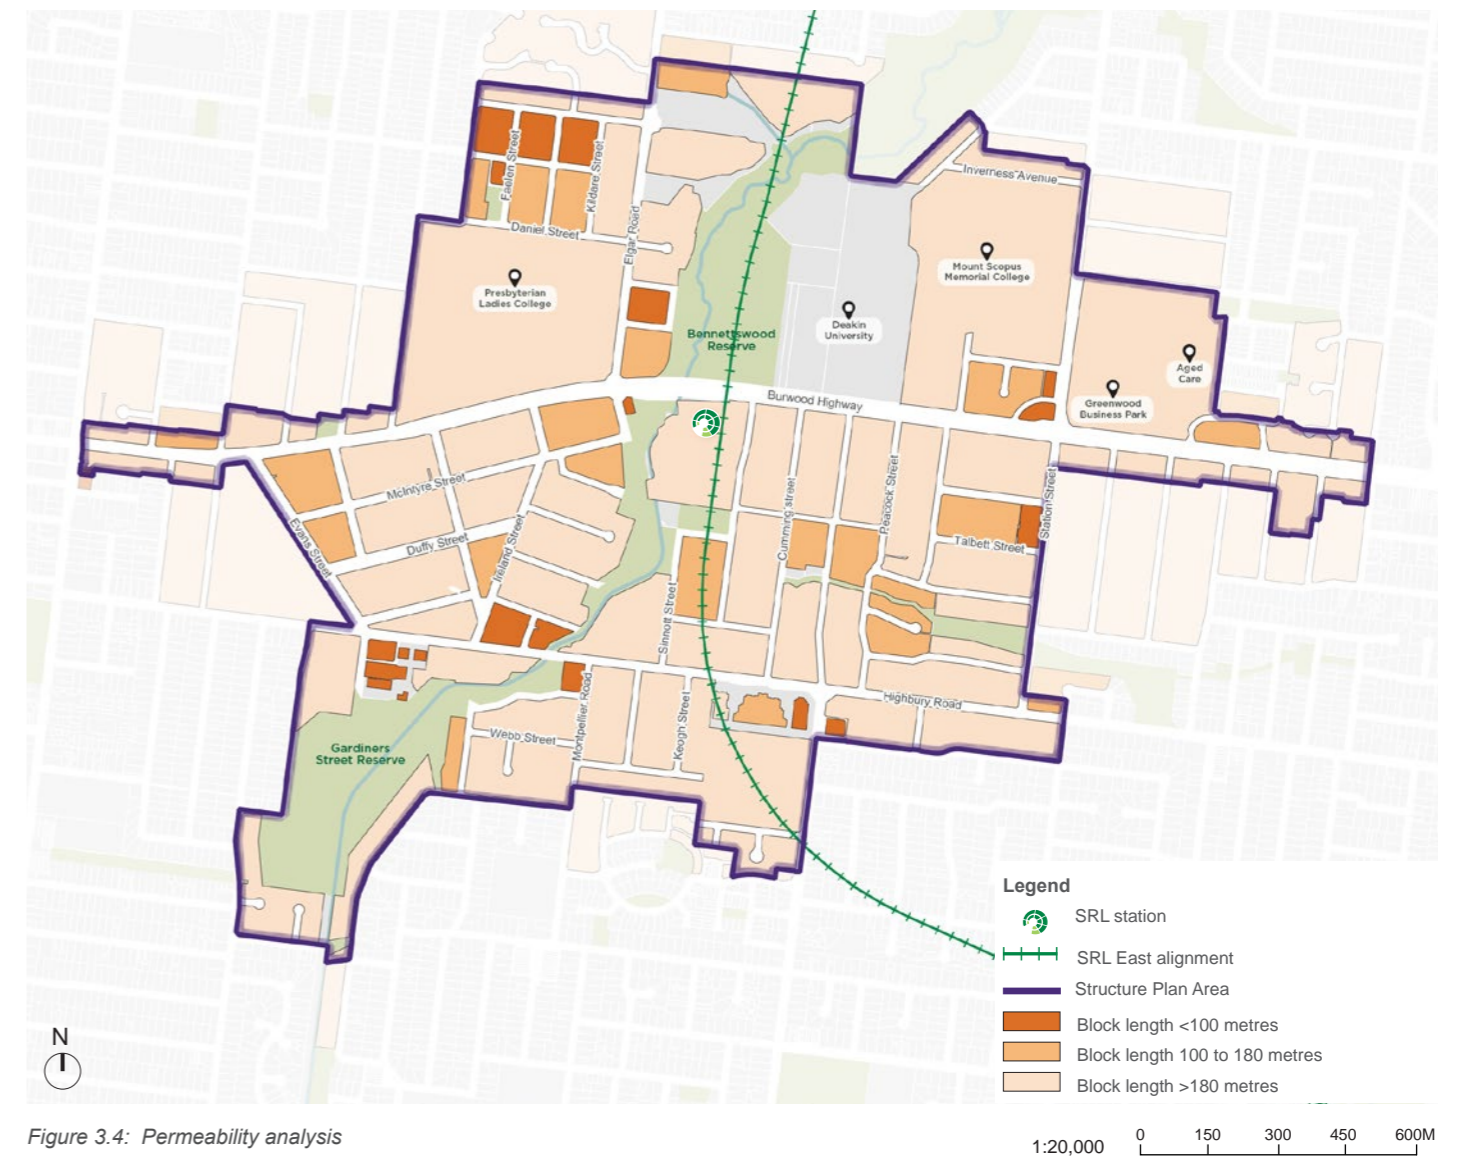 Inverness Avenue
Faelen Street
Kildare Street
Elgar Road
Daniel Street
Presbyterian
Ladies College
Mount Scopus
Memorial College
Deakin
University
Bennettswood
Reserve
Aged
Care
Greenwood
Business Park
Burwood Highway
McIntyre Street
Evans Street
Duffy Street
Ireland Street
Cumming street
Peacock Street
Station Street
Talbett Street
Sinnott Street
Highbury Road
Montpellier Road
Keogh Street
Webb Street
Gardiners
Street Reserve
Legend
SRL station
SRL East alignment
Structure Plan Area
Block length <100 metres
Block length 100 to 180 metres
Block length >180 metres
N
Figure 3.4: Permeability analysis
1:20,000
0 150 300 450 600M